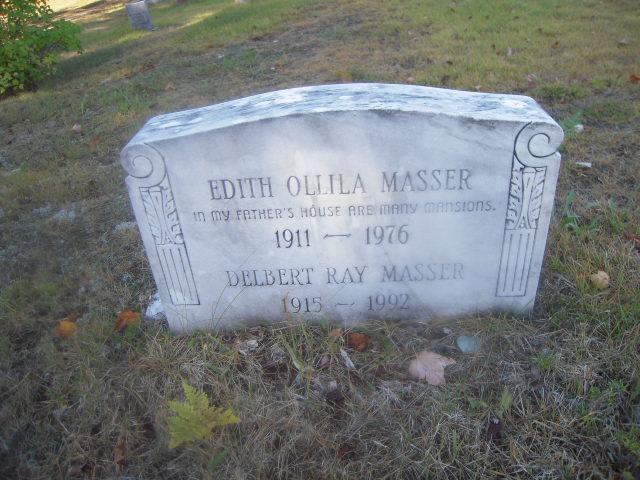 EDITH OLLILA MASSER
IN MY FATHER'S HOUSE ARE MANY MANSIONS.
1911 — 1976
DELBERT RAY MASSER
1915 — 1992